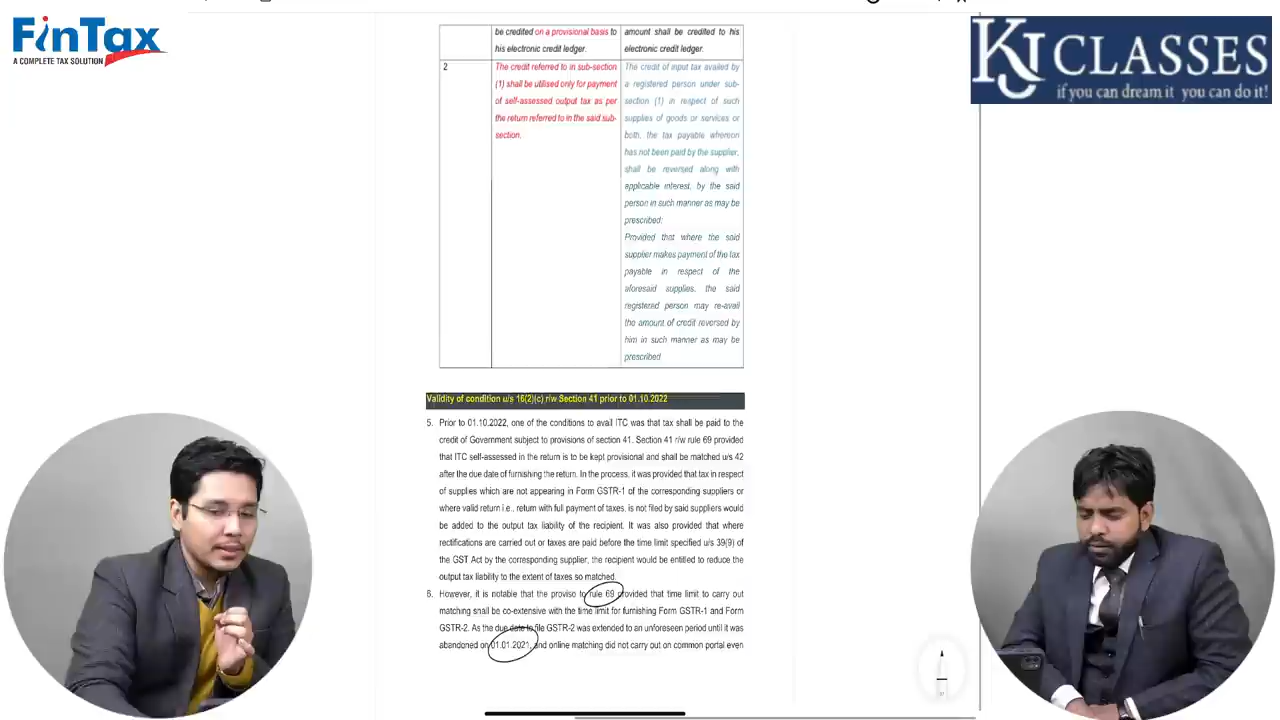 FinTax
A COMPLETE TAX SOLUTION
KJ CLASSES
if you can dream it you can do it!
be credited on a provisional basis to
his electronic credit ledger.
amount shall be credited to his
electronic credit ledger.
2
The credit referred to in sub-section
(1) shall be utilised only for payment
of self-assessed output tax as per
the return referred to in the said sub-
section.
The credit of input tax availed by
a registered person under sub-
section (1) in respect of such
supplies of goods or services or
both, the tax payable whereon
has not been paid by the supplier,
shall be reversed along with
applicable interest, by the said
person in such manner as may be
prescribed:
Provided that where the said
supplier makes payment of the tax
payable in respect of the
aforesaid supplies, the said
registered person may re-avail
the amount of credit reversed by
him in such manner as may be
prescribed
Validity of condition u/s 16(2)(c) r/w Section 41 prior to 01.10.2022
5. Prior to 01.10.2022, one of the conditions to avail ITC was that tax shall be paid to the
credit of Government subject to provisions of section 41. Section 41 r/w rule 69 provided
that ITC self-assessed in the return is to be kept provisional and shall be matched u/s 42
after the due date of furnishing the return. In the process, it was provided that tax in respect
of supplies which are not appearing in Form GSTR-1 of the corresponding suppliers or
where valid return i.e., return with full payment of taxes, is not filed by said suppliers would
be added to the output tax liability of the recipient. It was also provided that where
rectifications are carried out or taxes are paid before the time limit specified u/s 39(9) of
the GST Act by the corresponding supplier, the recipient would be entitled to reduce the
output tax liability to the extent of taxes so matched.
6. However, it is notable that the proviso to rule 69 provided that time limit to carry out
matching shall be co-extensive with the time limit for furnishing Form GSTR-1 and Form
GSTR-2. As the due date to file GSTR-2 was extended to an unforeseen period until it was
abandoned on 01.01.2021, and online matching did not carry out on common portal even